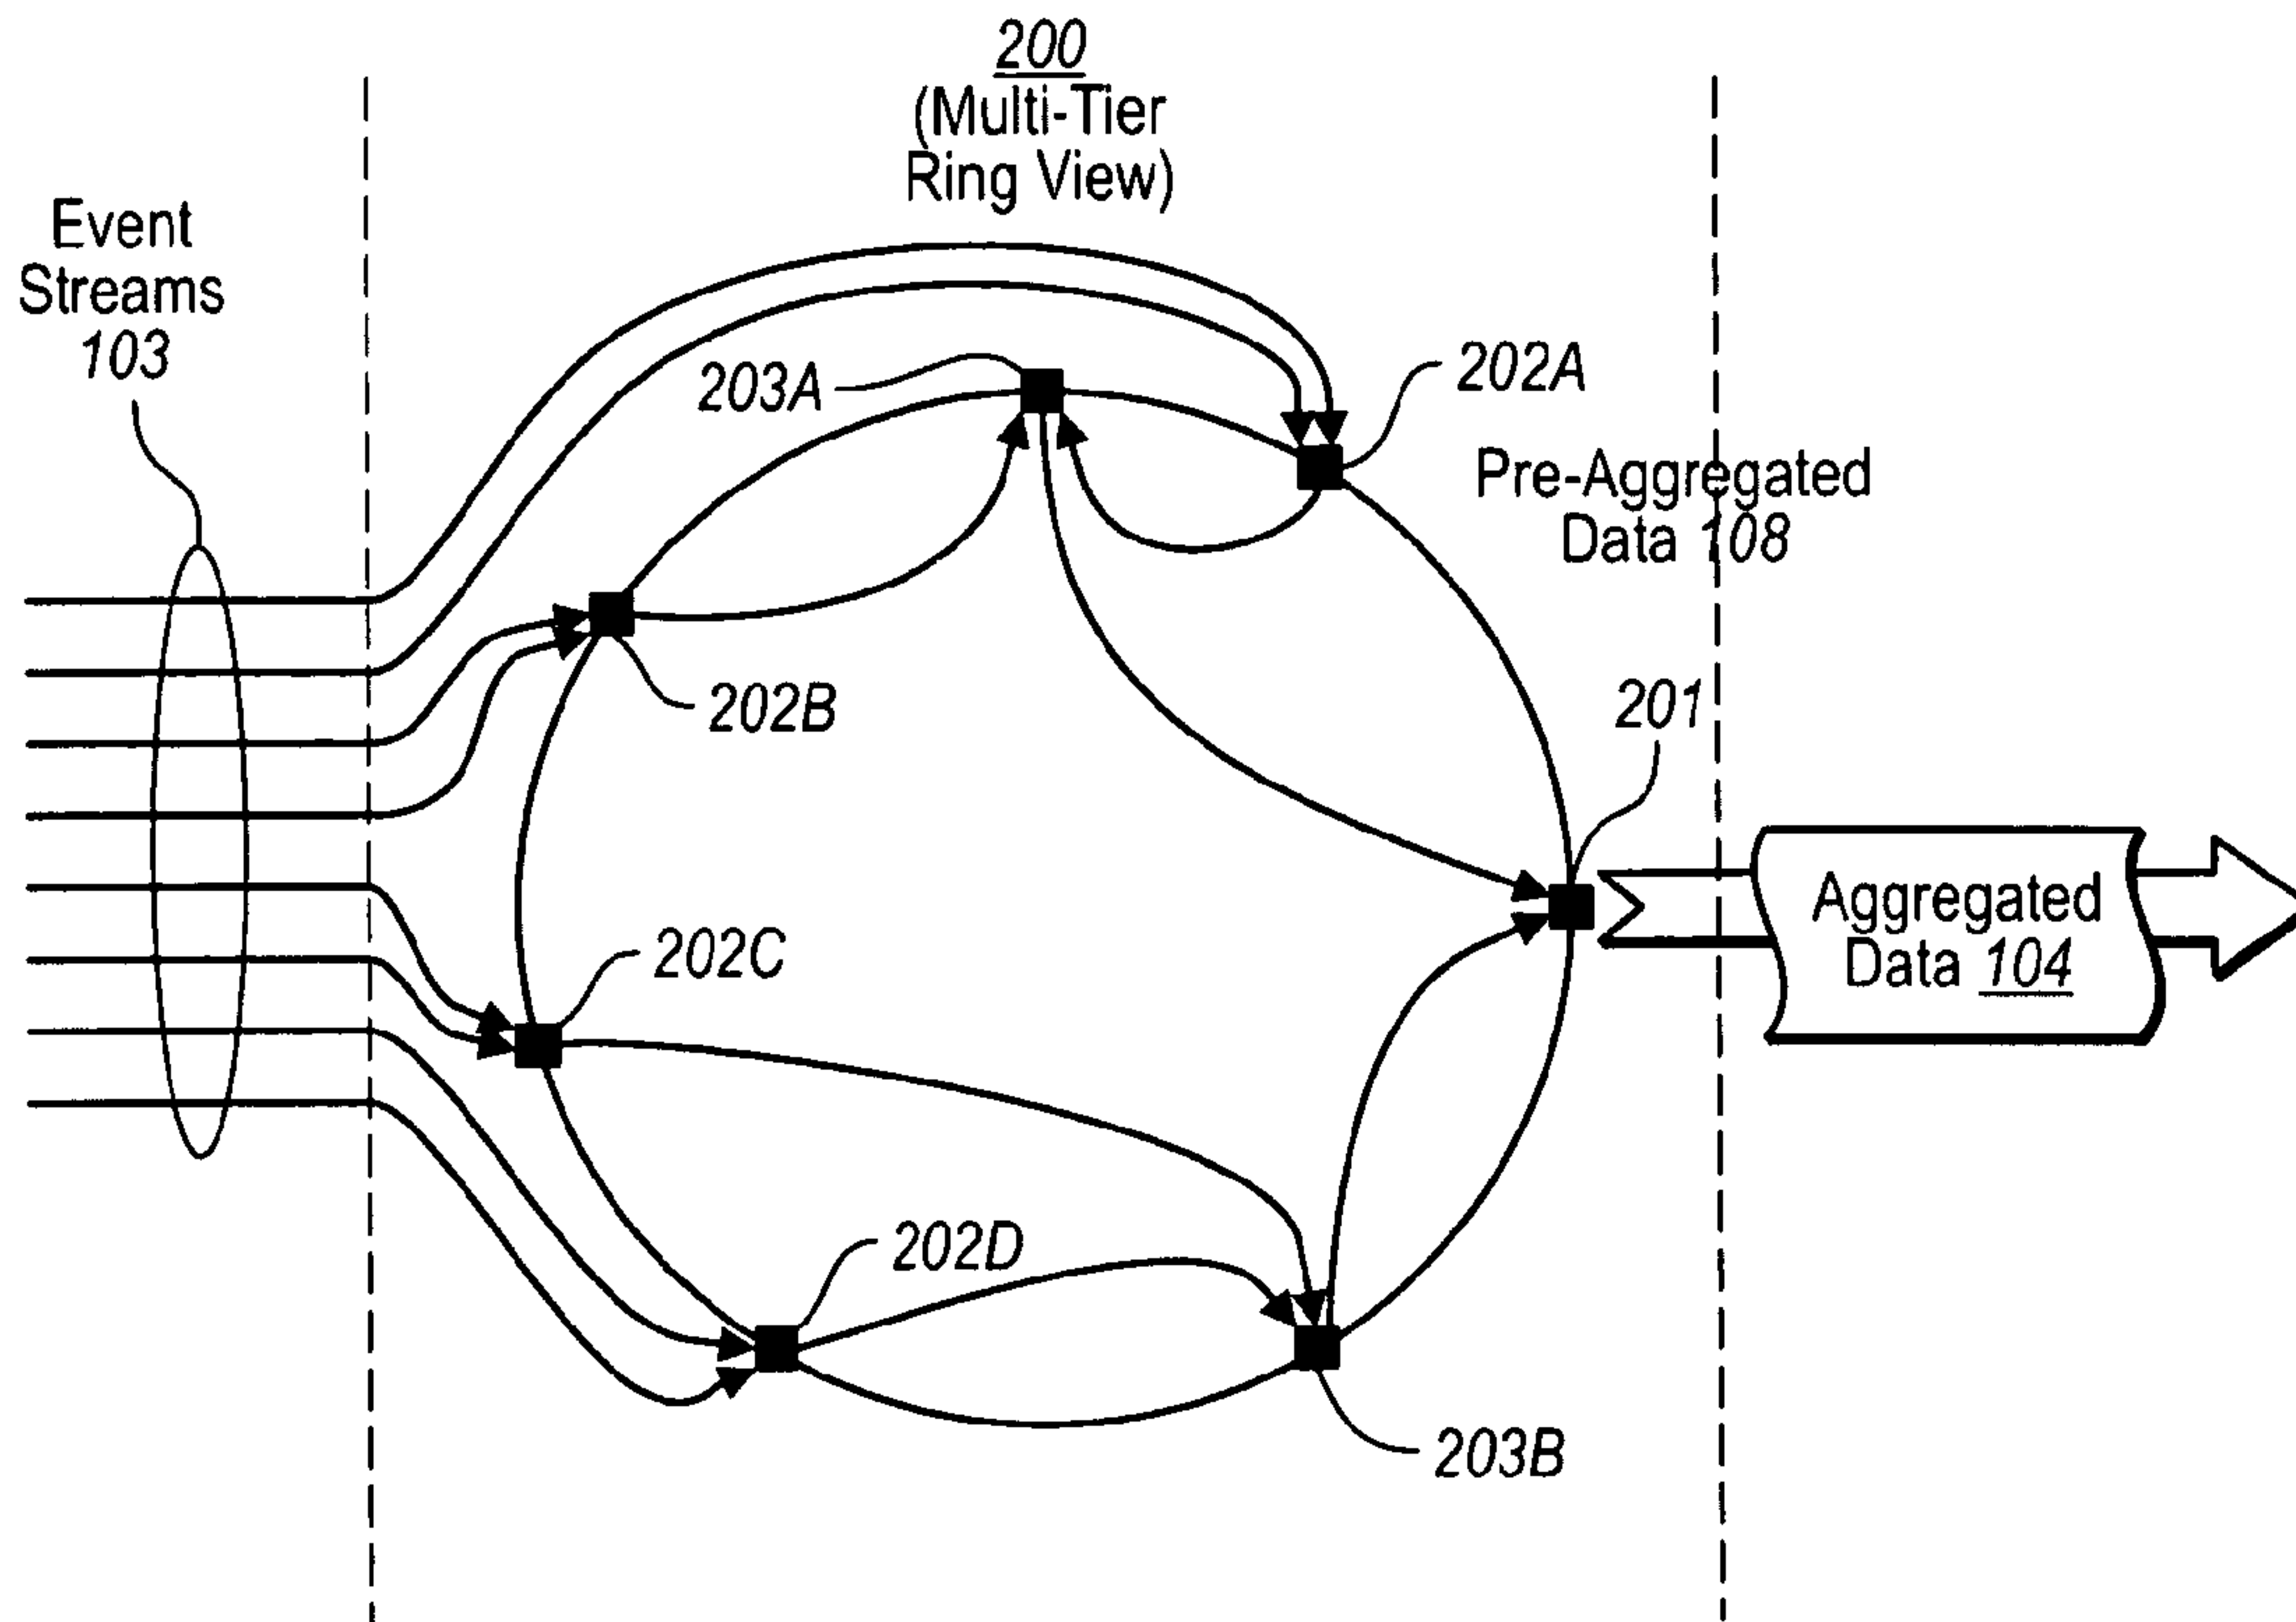 200
(Multi-Tier
Ring View)
Event
Streams
103
203A
202A
Pre-Aggregated
Data 108
202B
201
202C
Aggregated
Data 104
202D
203B